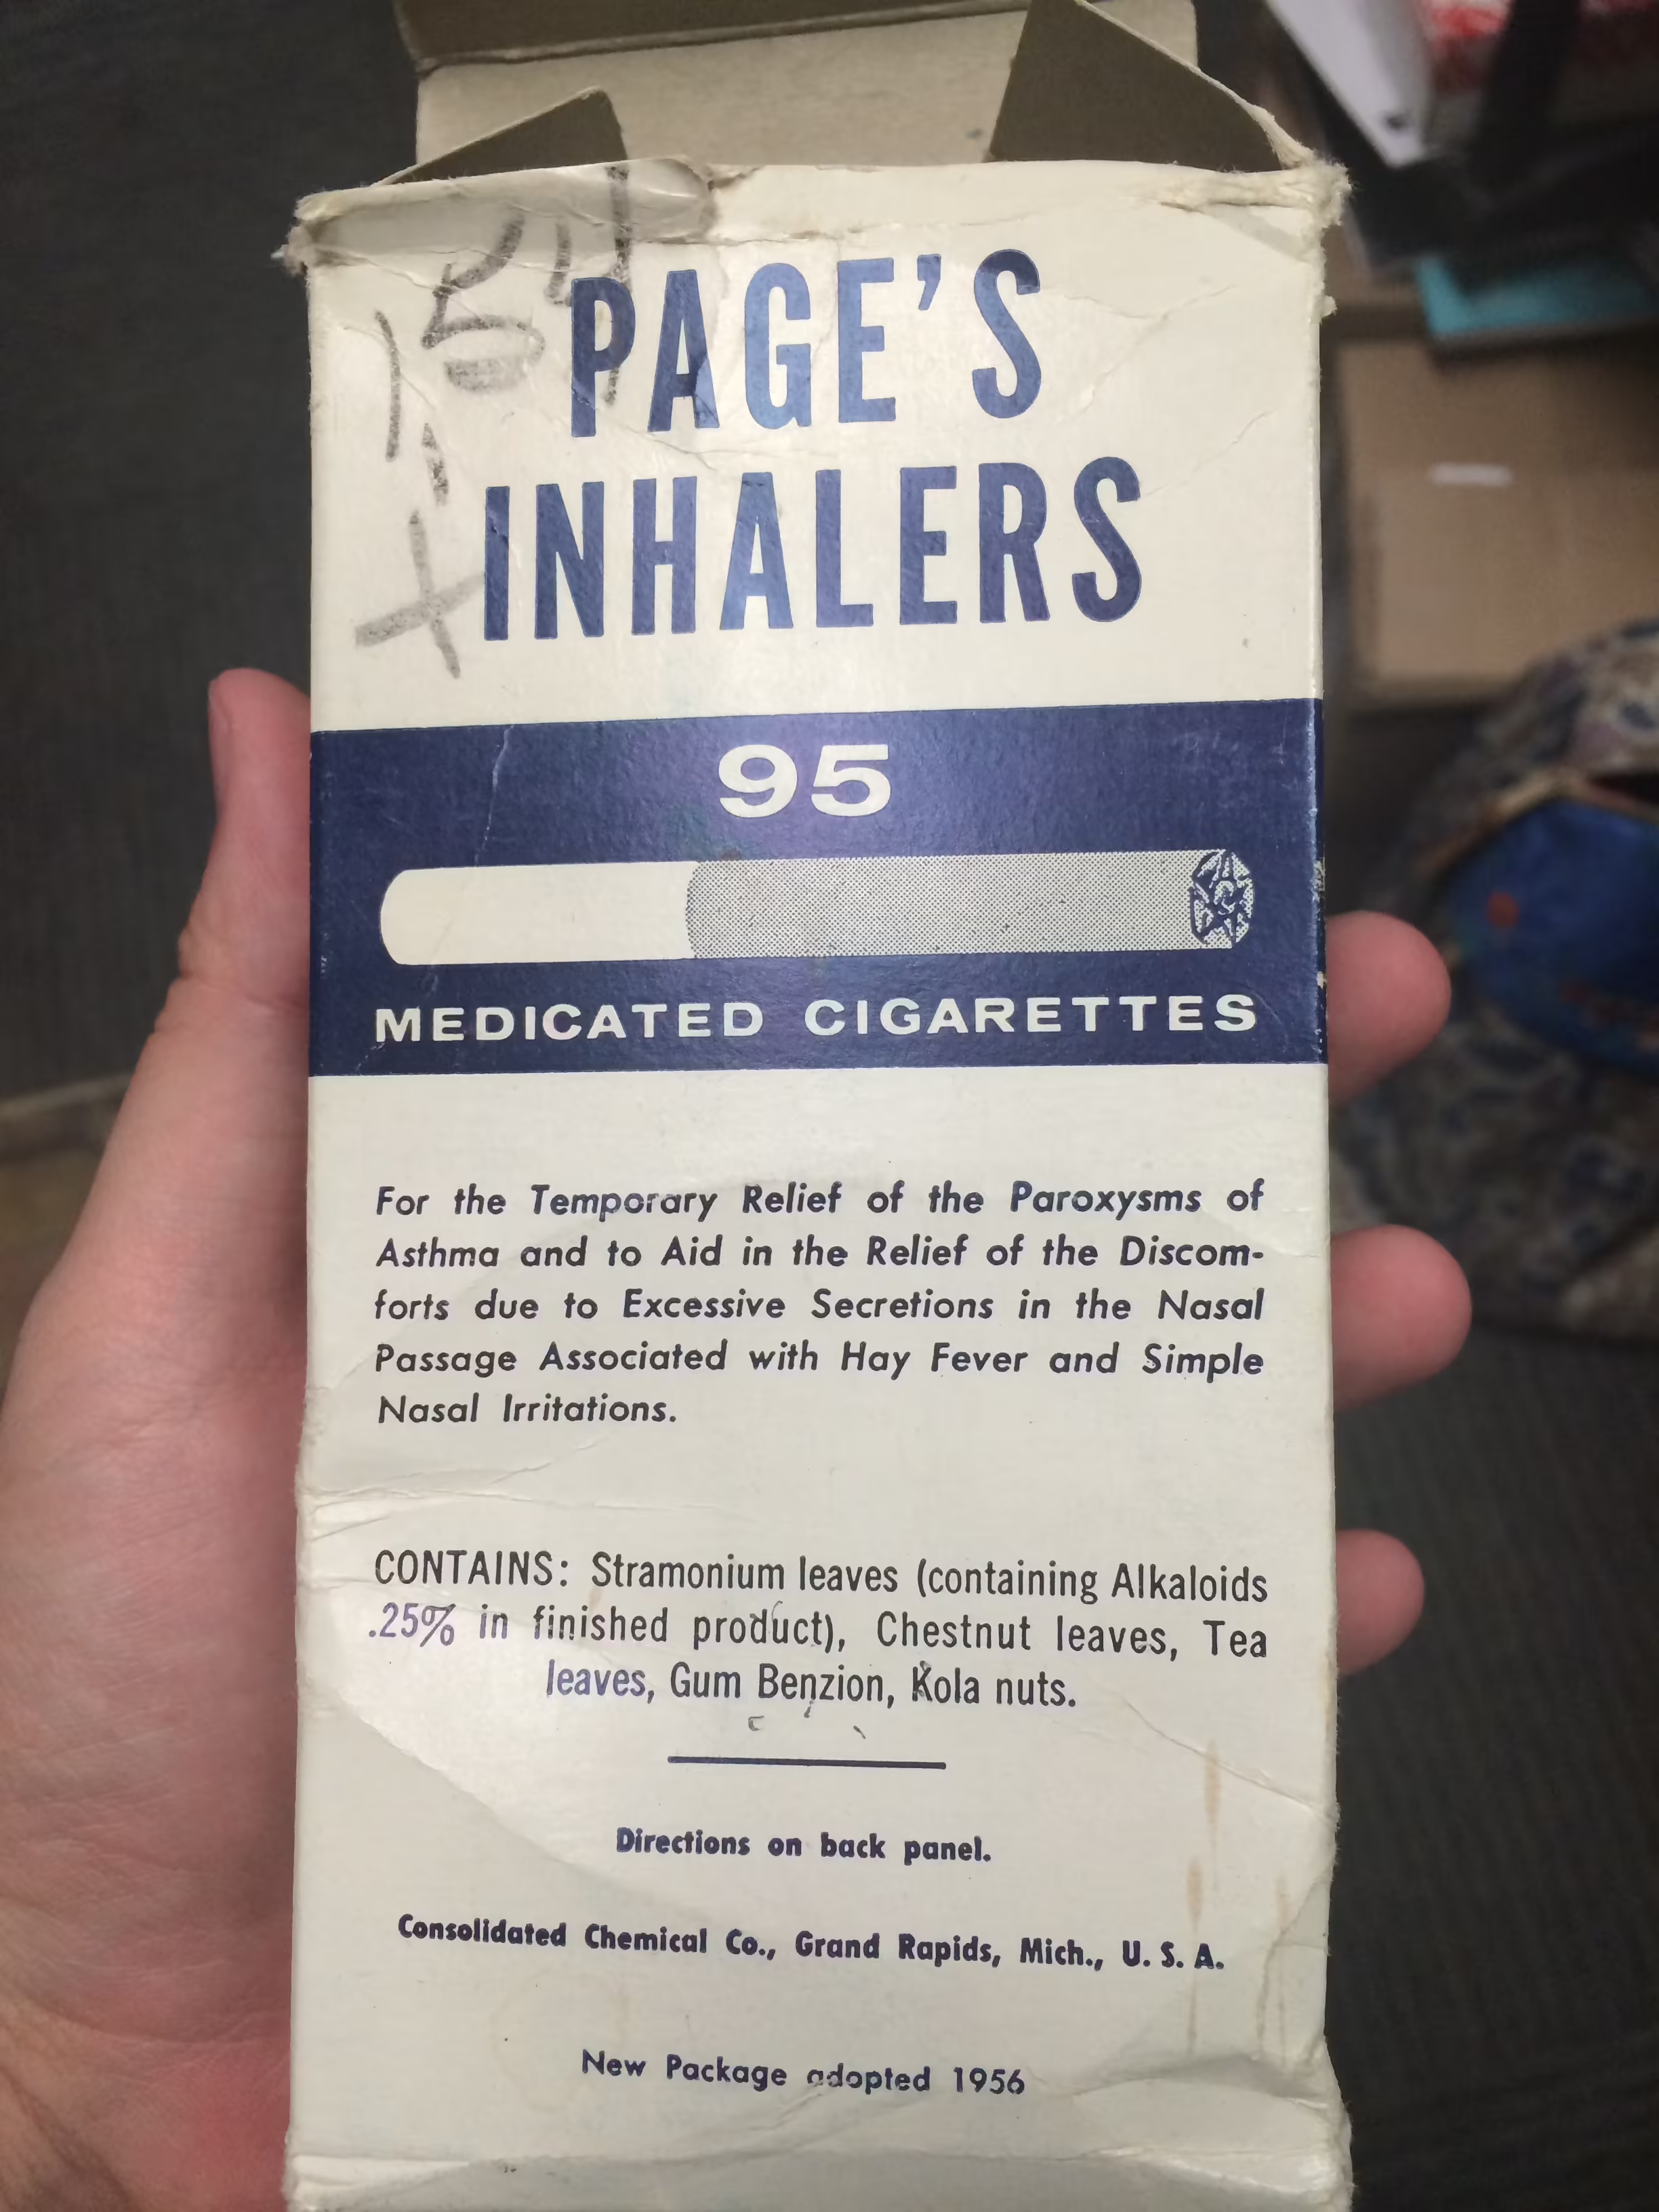 PAGE'S
INHALERS
95
MEDICATED CIGARETTES
For the Temporary Relief of the Paroxysms of
Asthma and to Aid in the Relief of the Discom-
forts due to Excessive Secretions in the Nasal
Passage Associated with Hay Fever and Simple
Nasal Irritations.
CONTAINS: Stramonium leaves (containing Alkaloids
.25% in finished product), Chestnut leaves, Tea
leaves, Gum Benzion, Kola nuts.
Directions on back panel.
Consolidated Chemical Co., Grand Rapids, Mich., U. S. A.
New Package adopted 1956